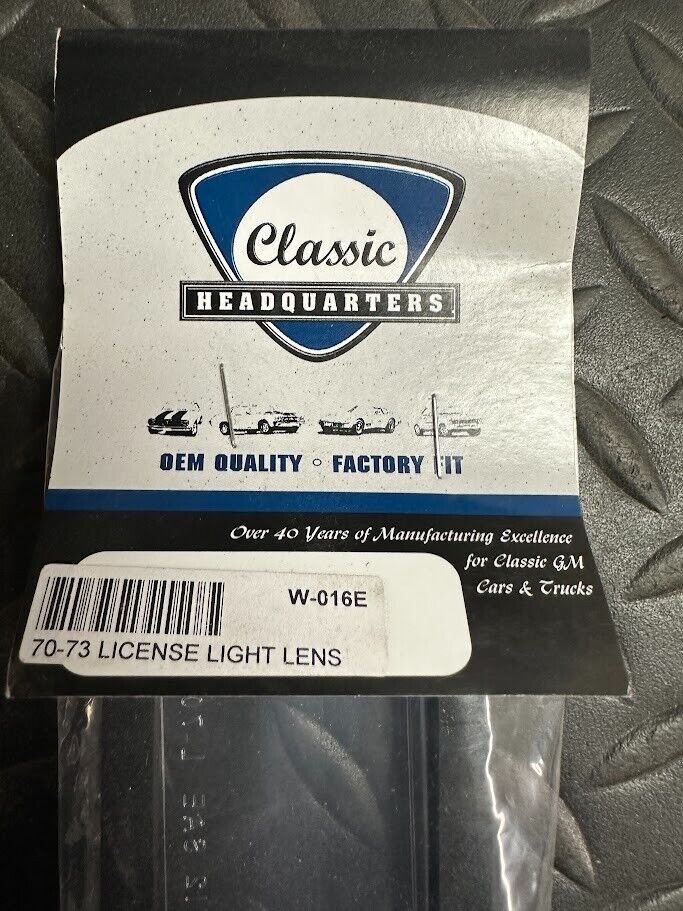 Classic
HEADQUARTERS
OEM QUALITY ◦ FACTORY FIT
Over 40 Years of Manufacturing Excellence
for Classic GM
Cars & Trucks
W-016E
70-73 LICENSE LIGHT LENS
SAE